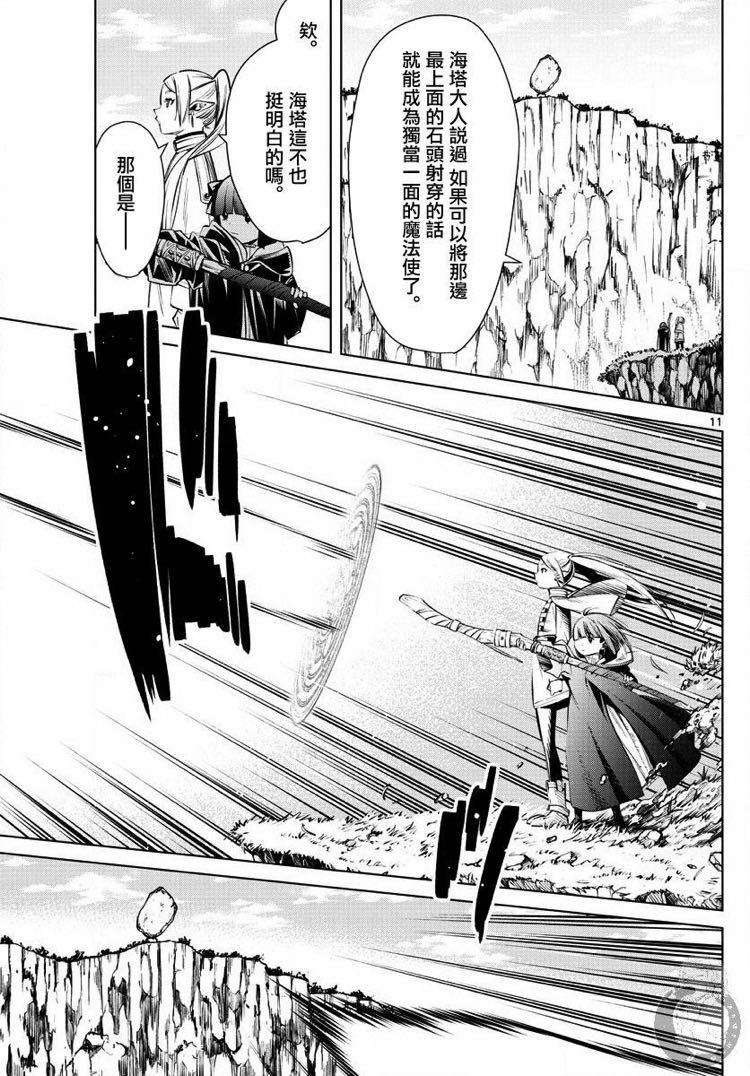 海塔大人説過 如果可以將那邊
最上面的石頭射穿的話
就能成為獨當一面的魔法使了。
欸。
海塔這不也
挺明白的嗎。
那個是——
11